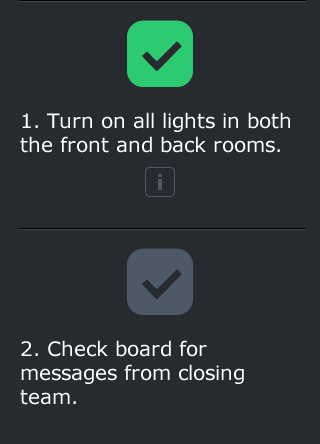 1. Turn on all lights in both
the front and back rooms.
i
2. Check board for
messages from closing
team.